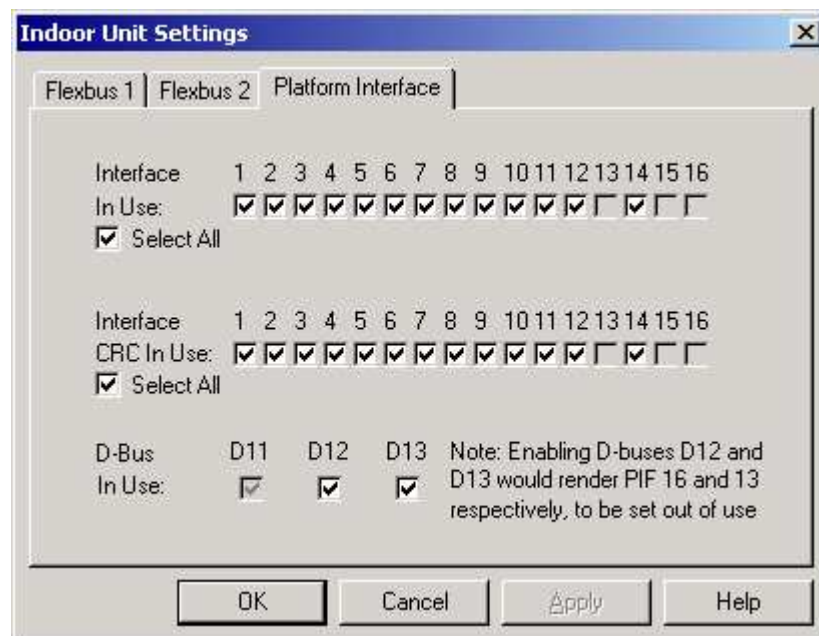 Indoor Unit Settings
Flexbus 1 Flexbus 2 Platform Interface
Interface 1 2 3 4 5 6 7 8 9 10 11 12 13 14 15 16
In Use:
Select All
Interface 1 2 3 4 5 6 7 8 9 10 11 12 13 14 15 16
CRC In Use:
Select All
D-Bus D11 D12 D13 Note: Enabling D-buses D12 and
In Use: D13 would render PIF 16 and 13
respectively, to be set out of use
OK Cancel Apply Help